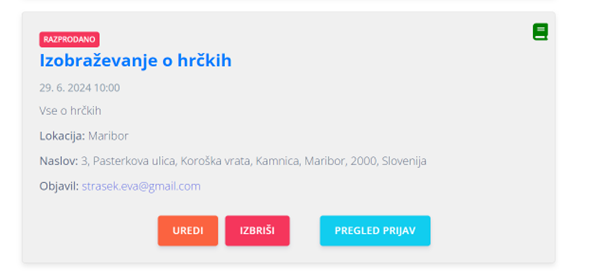 RAZPRODANO
Izobraževanje o hrčkih
29. 6. 2024 10:00
Vse o hrčkih
Lokacija: Maribor
Naslov: 3, Pasterkova ulica, Koroška vrata, Kamnica, Maribor, 2000, Slovenija
Objavil: strasek.eva@gmail.com
UREDI IZBRIŠI PREGLED PRIJAV